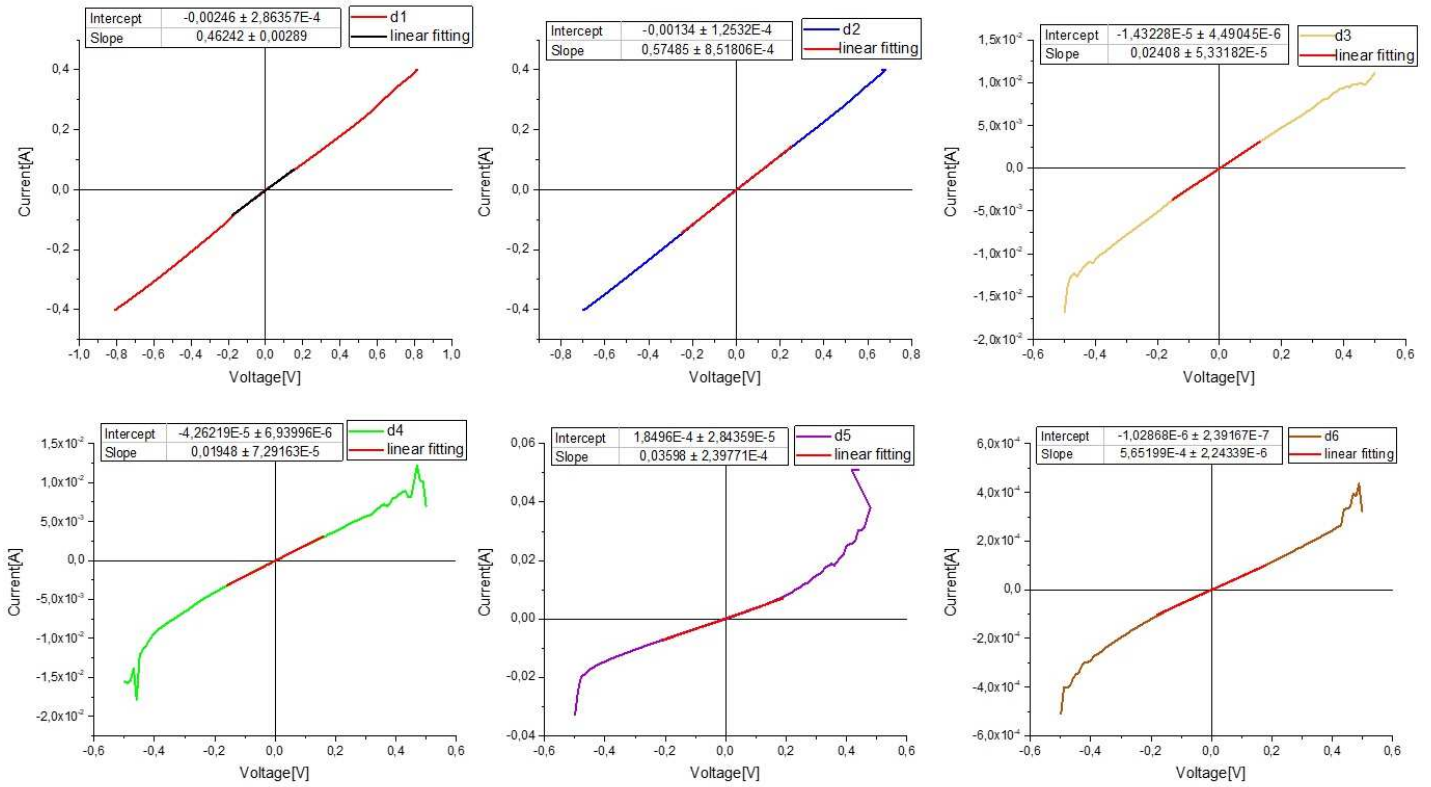 Intercept -0,00246 ± 2,86357E-4
Slope 0,46242 ± 0,00289
d1
linear fitting
0,4
0,2
0,0
-0,2
-0,4
Current[A]
-1,0 -0,8 -0,6 -0,4 -0,2 0,0 0,2 0,4 0,6 0,8 1,0
Voltage[V]
Intercept -0,00134 ± 1,2532E-4
Slope 0,57485 ± 8,51806E-4
d2
linear fitting
0,4
0,2
0,0
-0,2
-0,4
Current[A]
-0,8 -0,6 -0,4 -0,2 0,0 0,2 0,4 0,6 0,8
Voltage[V]
Intercept -1,43228E-5 ± 4,49045E-6
Slope 0,02408 ± 5,33182E-5
d3
linear fitting
1,5x10⁻²
1,0x10⁻²
5,0x10⁻³
0,0
-5,0x10⁻³
-1,0x10⁻²
-1,5x10⁻²
-2,0x10⁻²
Current[A]
-0,6 -0,4 -0,2 0,0 0,2 0,4 0,6
Voltage[V]
Intercept -4,26219E-5 ± 6,93996E-6
Slope 0,01948 ± 7,29163E-5
d4
linear fitting
1,5x10⁻²
1,0x10⁻²
5,0x10⁻³
0,0
-5,0x10⁻³
-1,0x10⁻²
-1,5x10⁻²
-2,0x10⁻²
Current[A]
-0,6 -0,4 -0,2 0,0 0,2 0,4 0,6
Voltage[V]
Intercept 1,8496E-4 ± 2,84359E-5
Slope 0,03598 ± 2,39771E-4
d5
linear fitting
0,06
0,04
0,02
0,00
-0,02
-0,04
Current[A]
-0,6 -0,4 -0,2 0,0 0,2 0,4 0,6
Voltage[V]
Intercept -1,02868E-6 ± 2,39167E-7
Slope 5,65199E-4 ± 2,24339E-6
d6
linear fitting
6,0x10⁻⁴
4,0x10⁻⁴
2,0x10⁻⁴
0,0
-2,0x10⁻⁴
-4,0x10⁻⁴
-6,0x10⁻⁴
Current[A]
-0,6 -0,4 -0,2 0,0 0,2 0,4 0,6
Voltage[V]